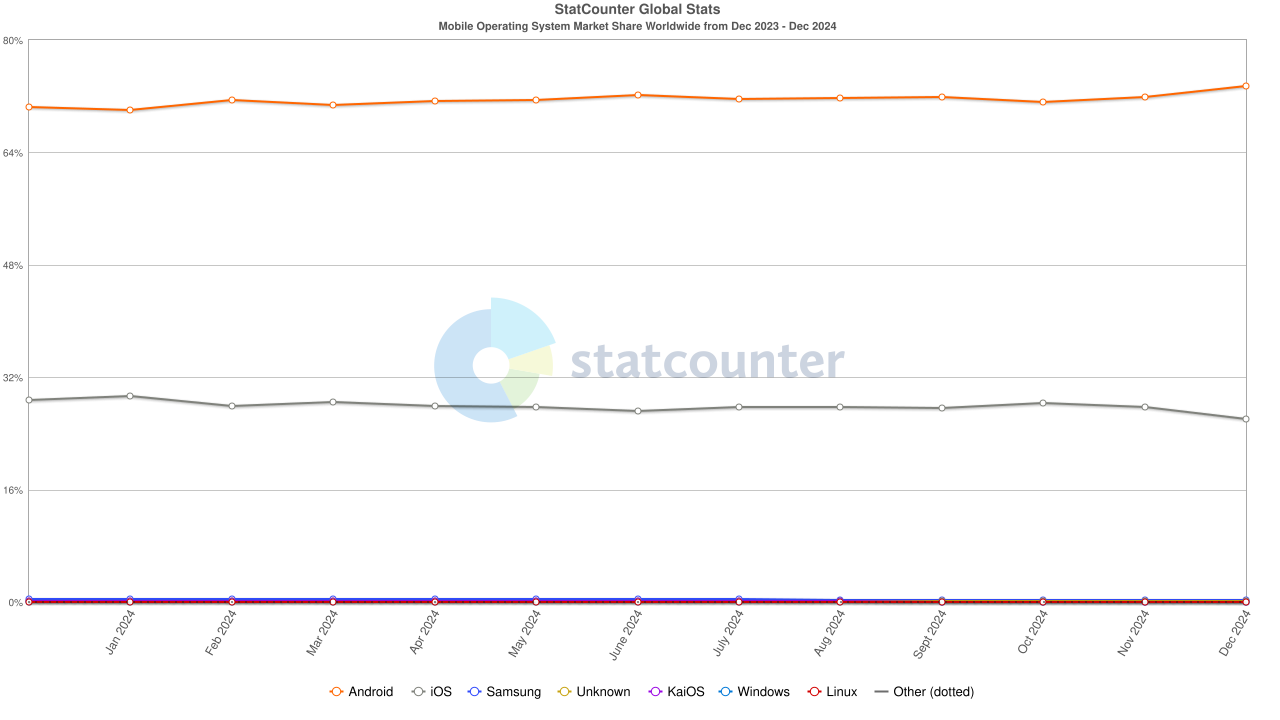 StatCounter Global Stats
Mobile Operating System Market Share Worldwide from Dec 2023 - Dec 2024
80%
64%
48%
statcounter
32%
16%
0%
Jan 2024 Feb 2024 Mar 2024 Apr 2024 May 2024 June 2024 July 2024 Aug 2024 Sept 2024 Oct 2024 Nov 2024 Dec 2024
Android iOS Samsung Unknown KaiOS Windows Linux Other (dotted)